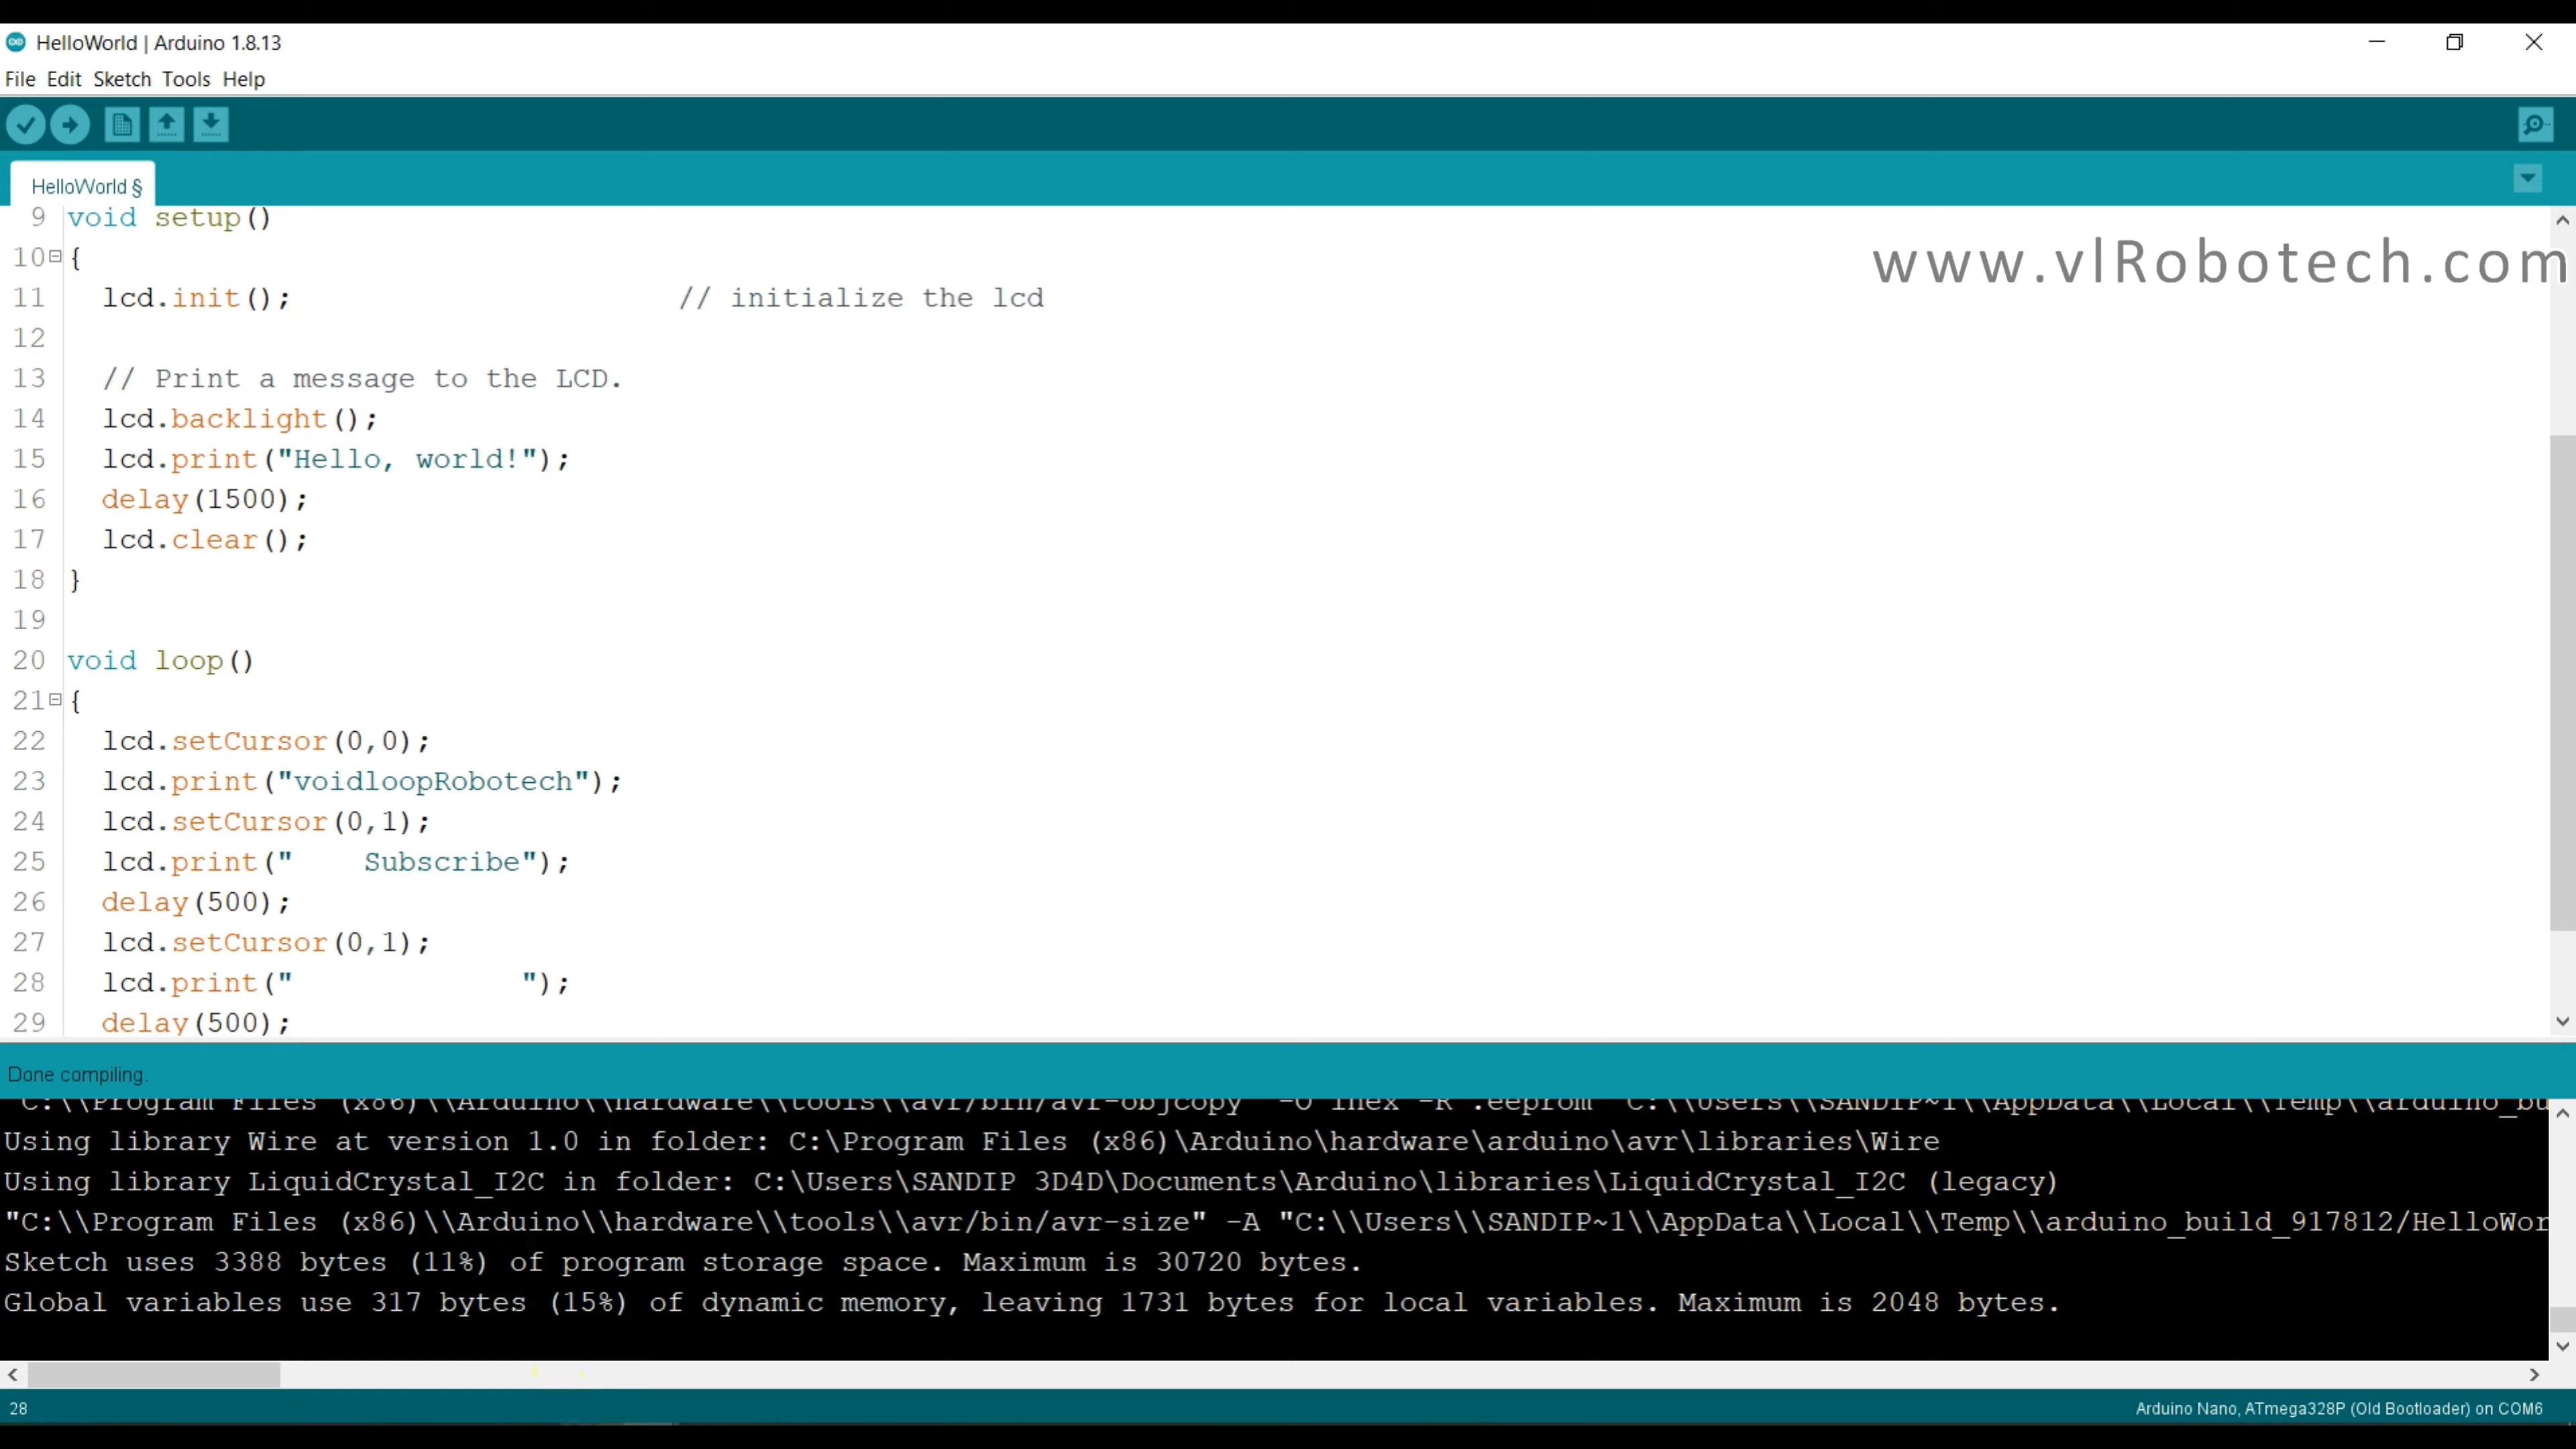 HelloWorld | Arduino 1.8.13
File Edit Sketch Tools Help
HelloWorld §
www.vlRobotech.com
9 void setup()
10 {
11   lcd.init();                      // initialize the lcd
12
13   // Print a message to the LCD.
14   lcd.backlight();
15   lcd.print("Hello, world!");
16   delay(1500);
17   lcd.clear();
18 }
19
20 void loop()
21 {
22   lcd.setCursor(0,0);
23   lcd.print("voidloopRobotech");
24   lcd.setCursor(0,1);
25   lcd.print("    Subscribe");
26   delay(500);
27   lcd.setCursor(0,1);
28   lcd.print("             ");
29   delay(500);
Done compiling.
"C:\\Program Files (x86)\\Arduino\\hardware\\tools\\avr/bin/avr-objcopy" -O ihex -R .eeprom "C:\\Users\\SANDIP~1\\AppData\\Local\\Temp\\arduino_bu
Using library Wire at version 1.0 in folder: C:\Program Files (x86)\Arduino\hardware\arduino\avr\libraries\Wire
Using library LiquidCrystal_I2C in folder: C:\Users\SANDIP 3D4D\Documents\Arduino\libraries\LiquidCrystal_I2C (legacy)
"C:\\Program Files (x86)\\Arduino\\hardware\\tools\\avr/bin/avr-size" -A "C:\\Users\\SANDIP~1\\AppData\\Local\\Temp\\arduino_build_917812/HelloWor
Sketch uses 3388 bytes (11%) of program storage space. Maximum is 30720 bytes.
Global variables use 317 bytes (15%) of dynamic memory, leaving 1731 bytes for local variables. Maximum is 2048 bytes.
28
Arduino Nano, ATmega328P (Old Bootloader) on COM6